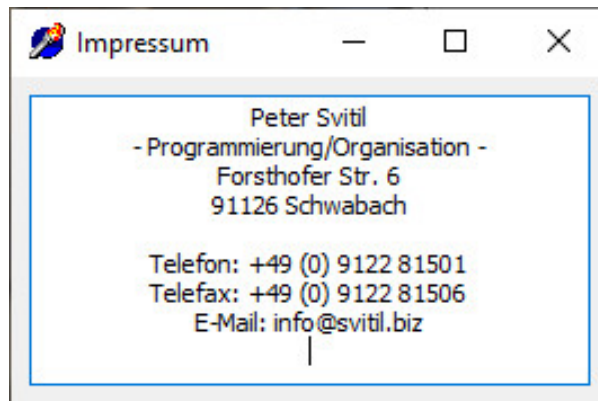 Impressum
Peter Svitil
- Programmierung/Organisation -
Forsthofer Str. 6
91126 Schwabach
Telefon: +49 (0) 9122 81501
Telefax: +49 (0) 9122 81506
E-Mail: info@svitil.biz